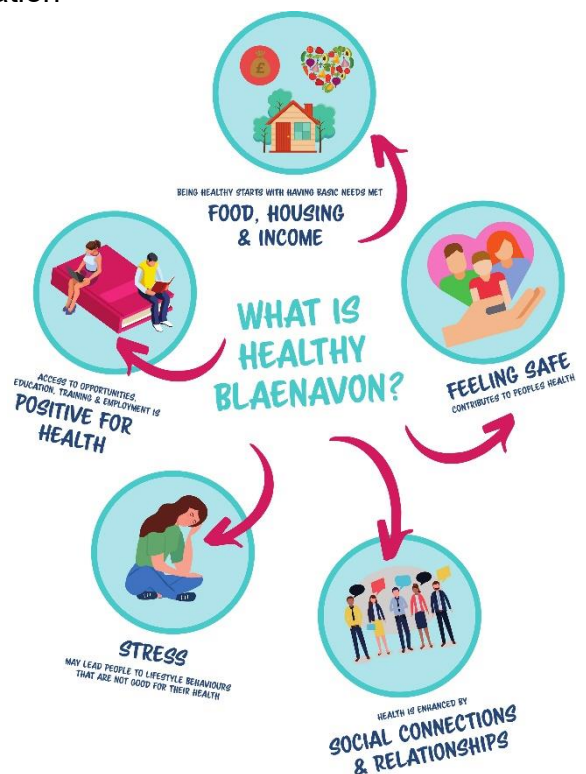 BEING HEALTHY STARTS WITH HAVING BASIC NEEDS MET
FOOD, HOUSING
& INCOME
WHAT IS
HEALTHY
BLAENAVON?
FEELING SAFE
CONTRIBUTES TO PEOPLES HEALTH
ACCESS TO OPPORTUNITIES,
EDUCATION, TRAINING & EMPLOYMENT IS
POSITIVE FOR
HEALTH
STRESS
MAY LEAD PEOPLE TO LIFESTYLE BEHAVIOURS
THAT ARE NOT GOOD FOR THEIR HEALTH
HEALTH IS ENHANCED BY
SOCIAL CONNECTIONS
& RELATIONSHIPS